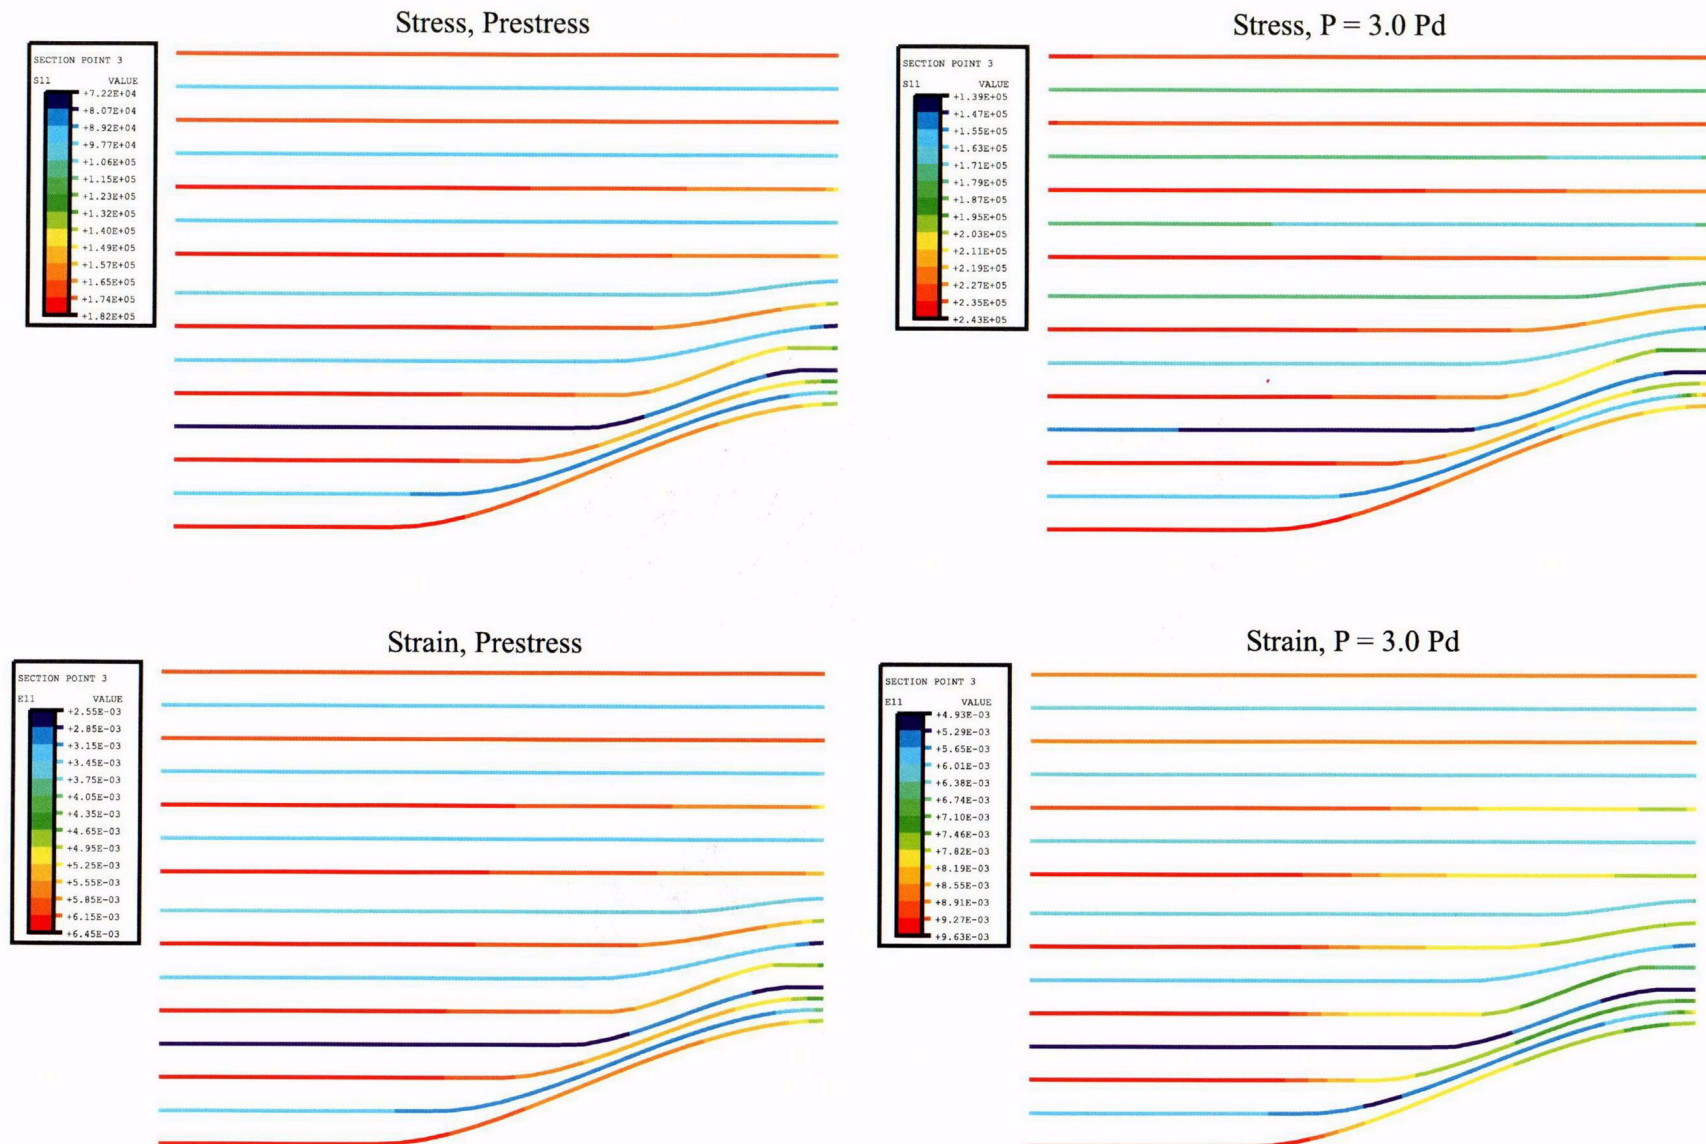 Stress, Prestress
SECTION POINT 3
S11 VALUE
+7.22E+04
+8.07E+04
+8.92E+04
+9.77E+04
+1.06E+05
+1.15E+05
+1.23E+05
+1.32E+05
+1.40E+05
+1.49E+05
+1.57E+05
+1.65E+05
+1.74E+05
+1.82E+05
Stress, P = 3.0 Pd
SECTION POINT 3
S11 VALUE
+1.39E+05
+1.47E+05
+1.55E+05
+1.63E+05
+1.71E+05
+1.79E+05
+1.87E+05
+1.95E+05
+2.03E+05
+2.11E+05
+2.19E+05
+2.27E+05
+2.35E+05
+2.43E+05
Strain, Prestress
SECTION POINT 3
E11 VALUE
+2.55E-03
+2.85E-03
+3.15E-03
+3.45E-03
+3.75E-03
+4.05E-03
+4.35E-03
+4.65E-03
+4.95E-03
+5.25E-03
+5.55E-03
+5.85E-03
+6.15E-03
+6.45E-03
Strain, P = 3.0 Pd
SECTION POINT 3
E11 VALUE
+4.93E-03
+5.29E-03
+5.65E-03
+6.01E-03
+6.38E-03
+6.74E-03
+7.10E-03
+7.46E-03
+7.82E-03
+8.19E-03
+8.55E-03
+8.91E-03
+9.27E-03
+9.63E-03